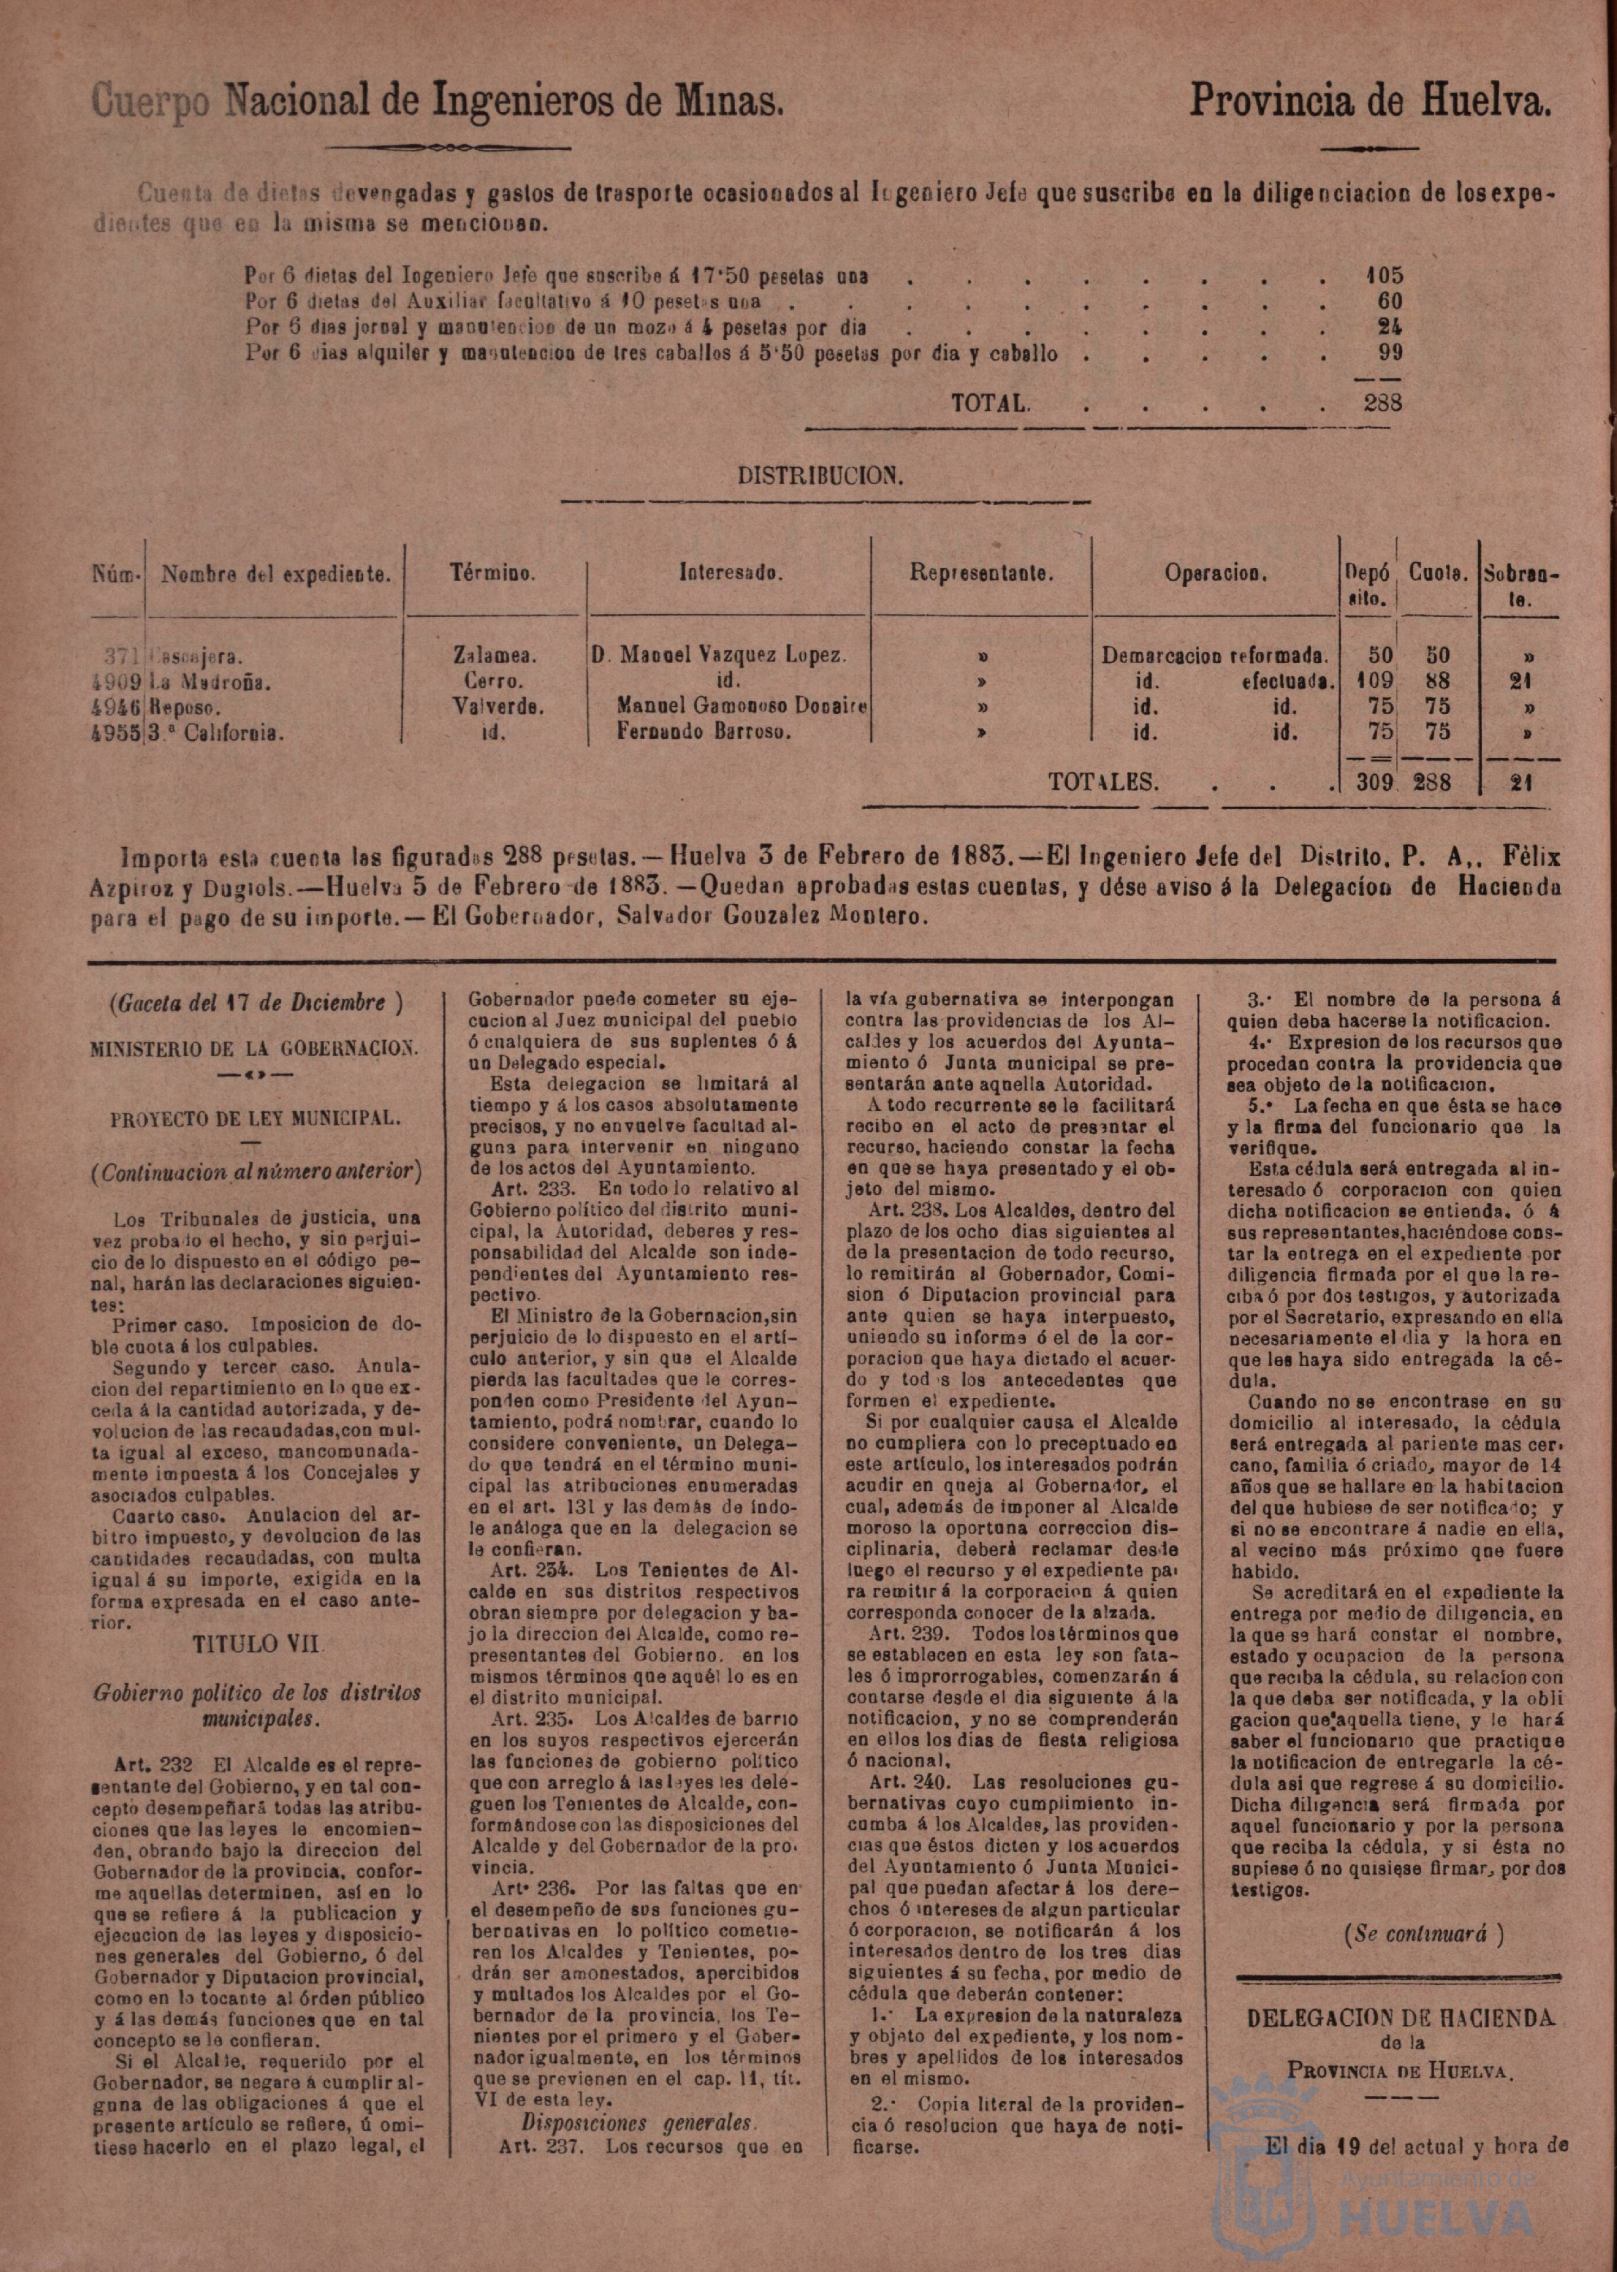 Cuerpo Nacional de Ingenieros de Minas. Provincia de Huelva.
Cuenta de dietas devengadas y gastos de trasporte ocasionados al Ingeniero Jefe que suscribe en la diligenciacion de los expe-
dientes que en la misma se mencionan.
Por 6 dietas del Ingeniero Jefe que suscribe á 17'50 pesetas una . . . . . . . . 105
Por 6 dietas del Auxiliar facultativo á 10 pesetas una . . . . . . . . . 60
Por 6 dias jornal y manutencion de un mozo á 4 pesetas por dia . . . . . . . . 24
Por 6 dias alquiler y manutencion de tres caballos á 5'50 pesetas por dia y caballo . . . . . 99
TOTAL. . . . . . 288
DISTRIBUCION.
Núm. Nombre del expediente. Término. Interesado. Representante. Operacion. Depó Cuota. Sobran-
sito. te.
371 Cascajera. Zalamea. D. Manuel Vazquez Lopez. » Demarcacion reformada. 50 50 »
4909 La Madroña. Cerro. id. » id. efectuada. 109 88 21
4946 Reposo. Valverde. Manuel Gamonoso Donaire » id. id. 75 75 »
4955 3.ª California. id. Fernando Barroso. » id. id. 75 75 »
TOTALES. . . . 309 288 21
Importa esta cuenta las figuradas 288 pesetas.—Huelva 3 de Febrero de 1883.—El Ingeniero Jefe del Distrito, P. A,. Félix
Azpiroz y Dugiols.—Huelva 5 de Febrero de 1883.—Quedan aprobadas estas cuentas, y dése aviso á la Delegacion de Hacienda
para el pago de su importe.—El Gobernador, Salvador Gonzalez Montero.
(Gaceta del 17 de Diciembre )
MINISTERIO DE LA GOBERNACION.
PROYECTO DE LEY MUNICIPAL.
(Continuacion al número anterior)
Los Tribunales de justicia, una
vez probado el hecho, y sin perjui-
cio de lo dispuesto en el código pe-
nal, harán las declaraciones siguien-
tes:
Primer caso. Imposicion de do-
ble cuota á los culpables.
Segundo y tercer caso. Anula-
cion del repartimiento en lo que ex-
ceda á la cantidad autorizada, y de-
volucion de las recaudadas,con mul-
ta igual al exceso, mancomunada-
mente impuesta á los Concejales y
asociados culpables.
Cuarto caso. Anulacion del ar-
bitro impuesto, y devolucion de las
cantidades recaudadas, con multa
igual á su importe, exigida en la
forma expresada en el caso ante-
rior.
TITULO VII.
Gobierno politico de los distritos
municipales.
Art. 232 El Alcalde es el repre-
sentante del Gobierno, y en tal con-
cepto desempeñará todas las atribu-
ciones que las leyes le encomien-
den, obrando bajo la direccion del
Gobernador de la provincia, confor-
me aquellas determinen, así en lo
que se refiere á la publicacion y
ejecucion de las leyes y disposicio-
nes generales del Gobierno, ó del
Gobernador y Diputacion provincial,
como en lo tocante al órden público
y á las demás funciones que en tal
concepto se le confieran.
Si el Alcalde, requerido por el
Gobernador, se negare á cumplir al-
guna de las obligaciones á que el
presente artículo se refiere, ú omi-
tiese hacerlo en el plazo legal, el
Gobernador puede cometer su eje-
cucion al Juez municipal del pueblo
ó cualquiera de sus suplentes ó á
un Delegado especial.
Esta delegacion se limitará al
tiempo y á los casos absolutamente
precisos, y no envuelve facultad al-
guna para intervenir en ninguno
de los actos del Ayuntamiento.
Art. 233. En todo lo relativo al
Gobierno político del distrito muni-
cipal, la Autoridad, deberes y res-
ponsabilidad del Alcalde son inde-
pendientes del Ayuntamiento res-
pectivo.
El Ministro de la Gobernacion,sin
perjuicio de lo dispuesto en el artí-
culo anterior, y sin que el Alcalde
pierda las facultades que le corres-
ponden como Presidente del Ayun-
tamiento, podrá nombrar, cuando lo
considere conveniente, un Delega-
do que tendrá en el término muni-
cipal las atribuciones enumeradas
en el art. 131 y las demás de índo-
le análoga que en la delegacion se
le confieran.
Art. 234. Los Tenientes de Al-
calde en sus distritos respectivos
obran siempre por delegacion y ba-
jo la direccion del Alcalde, como re-
presentantes del Gobierno. en los
mismos términos que aquél lo es en
el distrito municipal.
Art. 235. Los Alcaldes de barrio
en los suyos respectivos ejercerán
las funciones de gobierno político
que con arreglo á las leyes les dele-
guen los Tenientes de Alcalde, con-
formándose con las disposiciones del
Alcalde y del Gobernador de la pro.
vincia.
Art. 236. Por las faltas que en
el desempeño de sus funciones gu-
bernativas en lo político cometie-
ren los Alcaldes y Tenientes, po-
drán ser amonestados, apercibidos
y multados los Alcaldes por el Go-
bernador de la provincia, los Te-
nientes por el primero y el Gober-
nador igualmente, en los términos
que se previenen en el cap. 11, tít.
VI de esta ley.
Disposiciones generales.
Art. 237. Los recursos que en
la vía gubernativa se interpongan
contra las providencias de los Al-
caldes y los acuerdos del Ayunta-
miento ó Junta municipal se pre-
sentarán ante aquella Autoridad.
A todo recurrente se le facilitará
recibo en el acto de presentar el
recurso, haciendo constar la fecha
en que se haya presentado y el ob-
jeto del mismo.
Art. 238. Los Alcaldes, dentro del
plazo de los ocho dias siguientes al
de la presentacion de todo recurso,
lo remitirán al Gobernador, Comi-
sion ó Diputacion provincial para
ante quien se haya interpuesto,
uniendo su informe ó el de la cor-
poracion que haya dictado el acuer-
do y todos los antecedentes que
formen el expediente.
Si por cualquier causa el Alcalde
no cumpliera con lo preceptuado en
este artículo, los interesados podrán
acudir en queja al Gobernador, el
cual, además de imponer al Alcalde
moroso la oportuna correccion dis-
ciplinaria, deberá reclamar desde
luego el recurso y el expediente pa-
ra remitir á la corporacion á quien
corresponda conocer de la alzada.
Art. 239. Todos los términos que
se establecen en esta ley son fata-
les ó improrrogables, comenzarán á
contarse desde el dia siguiente á la
notificacion, y no se comprenderán
en ellos los dias de fiesta religiosa
ó nacional.
Art. 240. Las resoluciones gu-
bernativas cuyo cumplimiento in-
cumba á los Alcaldes, las providen-
cias que éstos dicten y los acuerdos
del Ayuntamiento ó Junta Munici-
pal que puedan afectar á los dere-
chos ó intereses de algun particular
ó corporacion, se notificarán á los
interesados dentro de los tres dias
siguientes á su fecha, por medio de
cédula que deberán contener:
1.° La expresion de la naturaleza
y objeto del expediente, y los nom-
bres y apellidos de los interesados
en el mismo.
2.° Copia literal de la providen-
cia ó resolucion que haya de noti-
ficarse.
3.° El nombre de la persona á
quien deba hacerse la notificacion.
4.° Expresion de los recursos que
procedan contra la providencia que
sea objeto de la notificacion.
5.° La fecha en que ésta se hace
y la firma del funcionario que la
verifique.
Esta cédula será entregada al in-
teresado ó corporacion con quien
dicha notificacion se entienda. ó á
sus representantes,haciéndose cons-
tar la entrega en el expediente por
diligencia firmada por el que la re-
ciba ó por dos testigos, y autorizada
por el Secretario, expresando en ella
necesariamente el dia y la hora en
que les haya sido entregada la cé-
dula.
Cuando no se encontrase en su
domicilio al interesado, la cédula
será entregada al pariente mas cer-
cano, familia ó criado, mayor de 14
años que se hallare en la habitacion
del que hubiese de ser notificado; y
si no se encontrare á nadie en ella,
al vecino más próximo que fuere
habido.
Se acreditará en el expediente la
entrega por medio de diligencia, en
la que se hará constar el nombre,
estado y ocupacion de la persona
que reciba la cédula, su relacion con
la que deba ser notificada, y la obli
gacion que aquella tiene, y le hará
saber el funcionario que practique
la notificacion de entregarle la cé-
dula así que regrese á su domicilio.
Dicha diligencia será firmada por
aquel funcionario y por la persona
que reciba la cédula, y si ésta no
supiese ó no quisiese firmar, por dos
testigos.
(Se continuará )
DELEGACION DE HACIENDA
de la
PROVINCIA DE HUELVA.
El dia 19 del actual y hora de
Ayuntamiento de
HUELVA